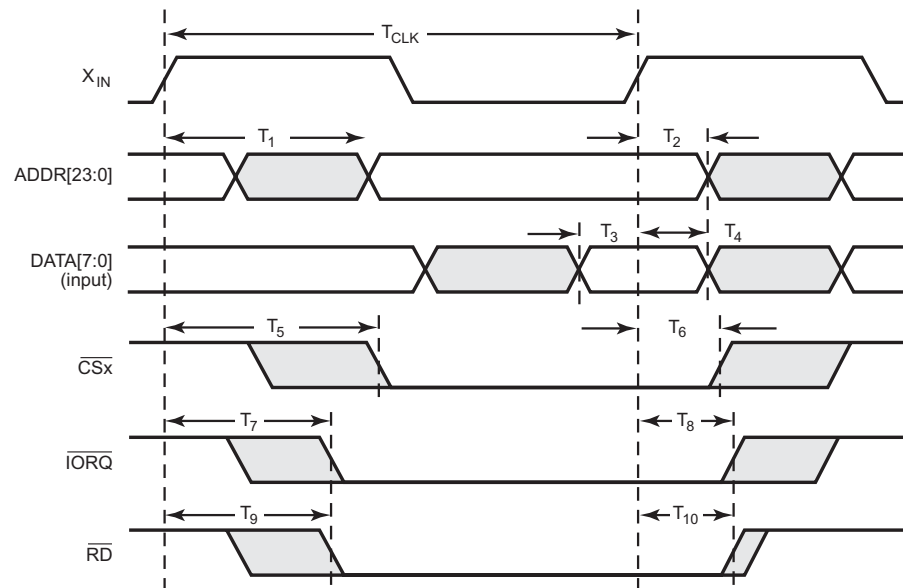 T_CLK
X_IN
T_1
T_2
ADDR[23:0]
T_3
T_4
DATA[7:0]
(input)
T_5
T_6
CSx
T_7
T_8
IORQ
T_9
T_10
RD